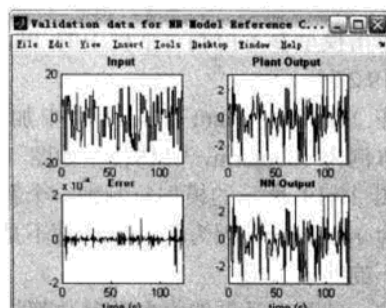 Validation data for NN Model Reference C...
File Edit View Insert Tools Desktop Window Help
Input
20
0
-20
0 50 100
Plant Output
2
0
-2
0 50 100
Error
x 10
2
0
-2
0 50 100
time (s)
NN Output
2
0
-2
0 50 100
time (s)